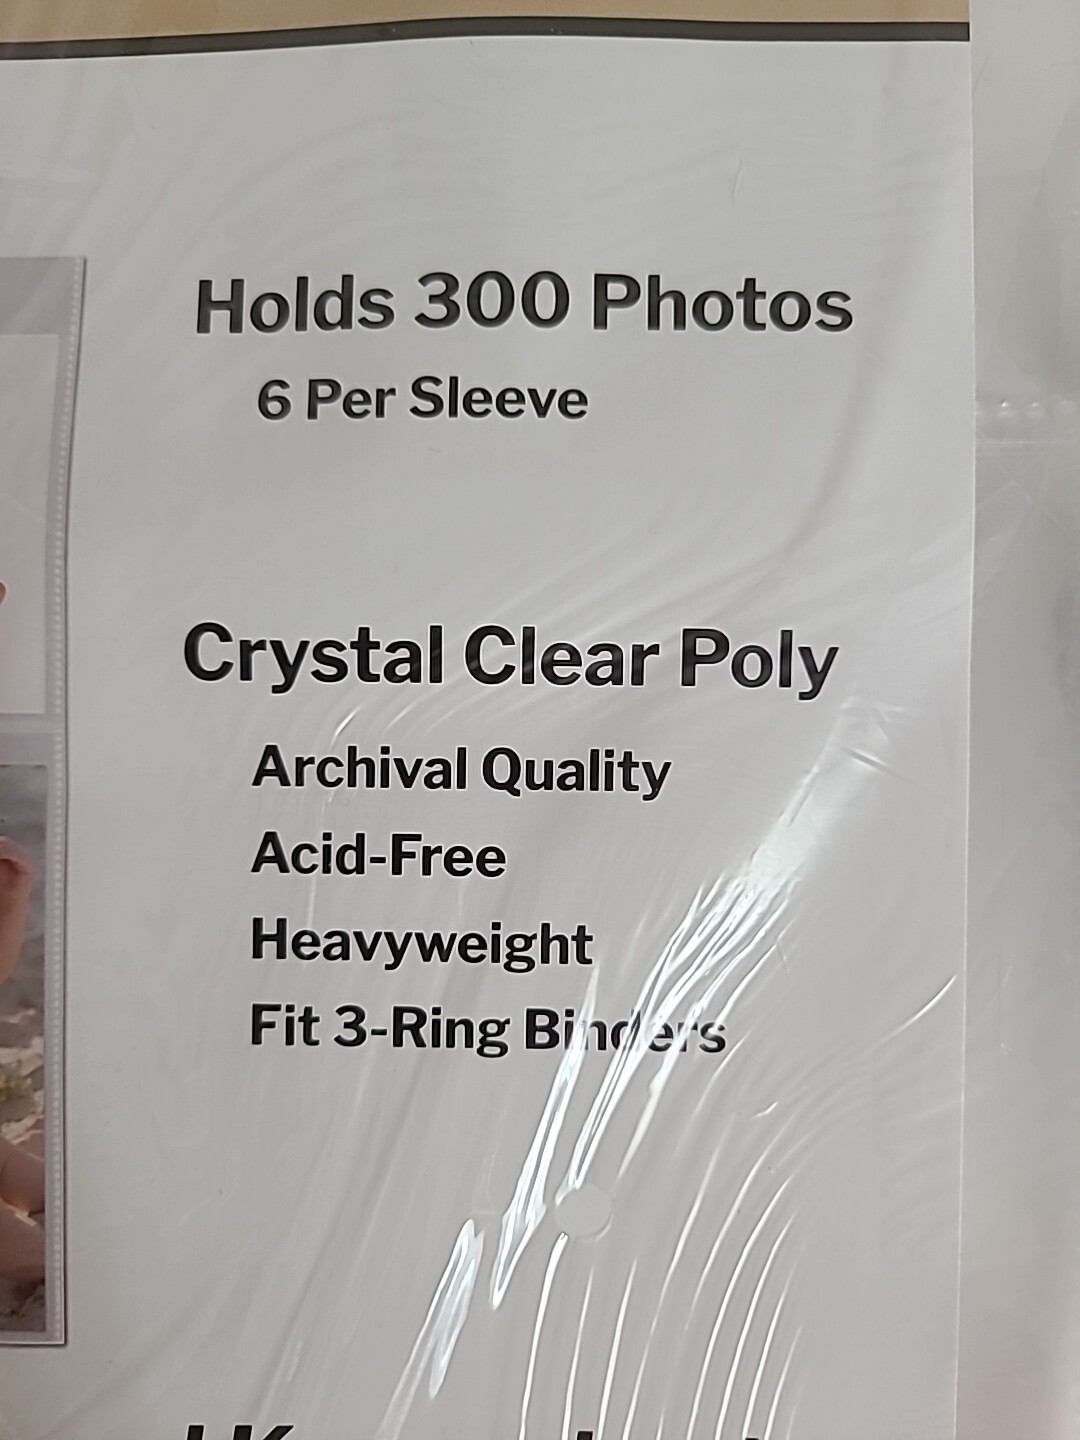 Holds 300 Photos
6 Per Sleeve
Crystal Clear Poly
Archival Quality
Acid-Free
Heavyweight
Fit 3-Ring Binders